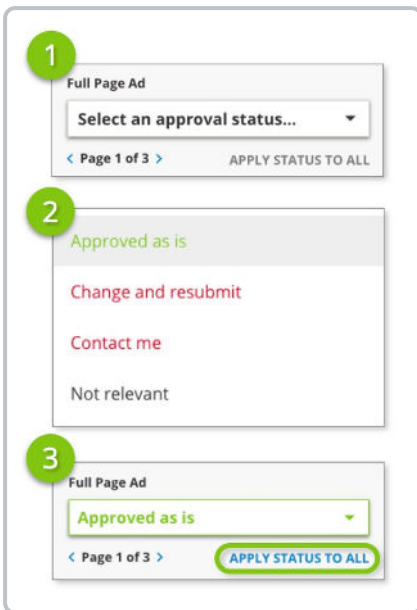 1
Full Page Ad
Select an approval status...
< Page 1 of 3 > APPLY STATUS TO ALL
2
Approved as is
Change and resubmit
Contact me
Not relevant
3
Full Page Ad
Approved as is
< Page 1 of 3 > APPLY STATUS TO ALL